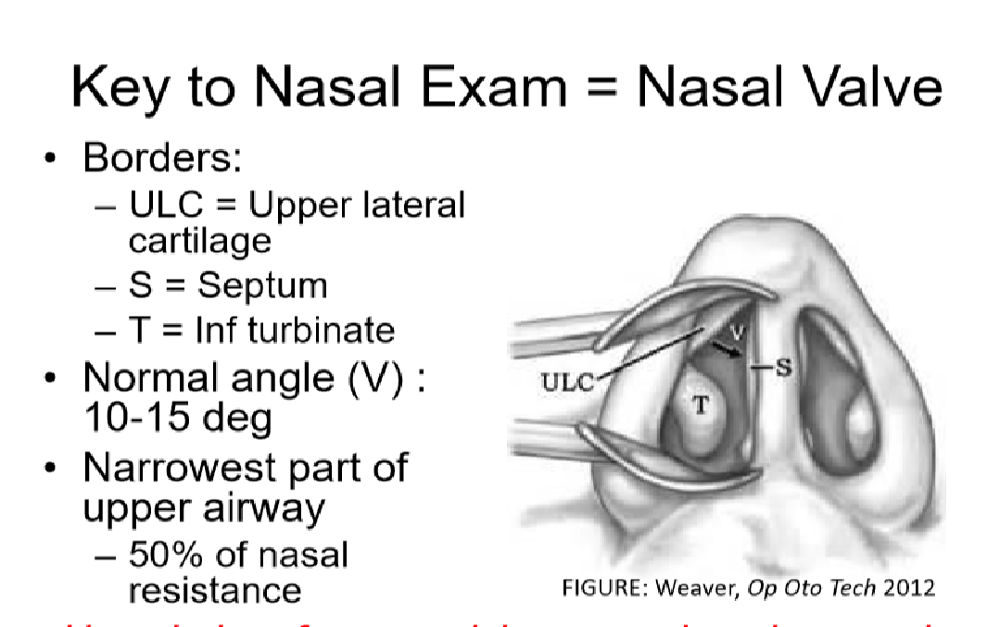 Key to Nasal Exam = Nasal Valve
• Borders:
– ULC = Upper lateral
cartilage
– S = Septum
– T = Inf turbinate
• Normal angle (V) :
10-15 deg
• Narrowest part of
upper airway
– 50% of nasal
resistance
V
S
ULC
T
FIGURE: Weaver, Op Oto Tech 2012